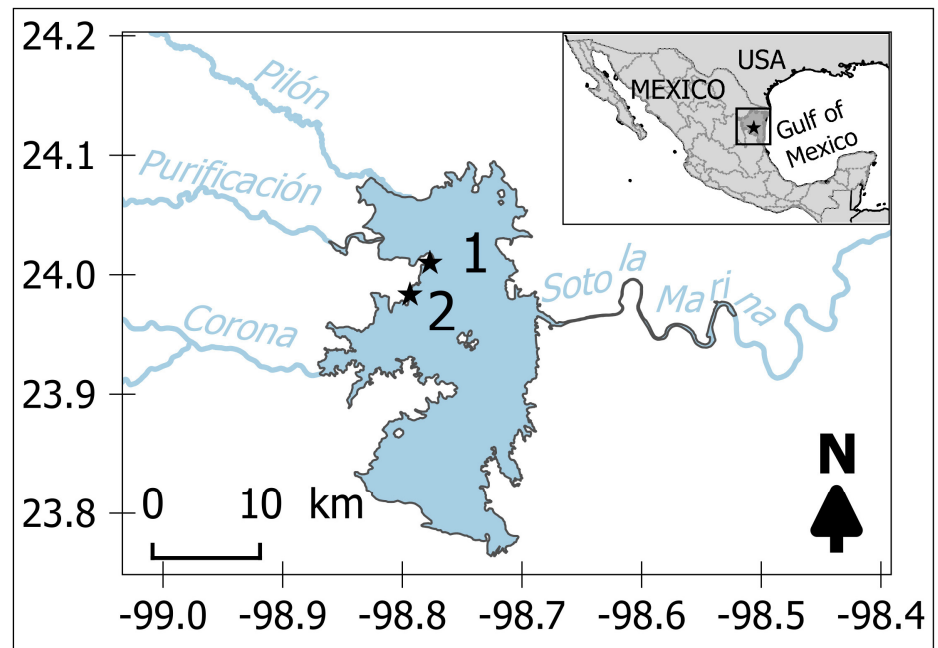 24.2
24.1
24.0
23.9
23.8
Pilón
Purificación
Corona
1
2
Soto la Marina
USA
MEXICO
Gulf of
Mexico
0 10 km
N
-99.0 -98.9 -98.8 -98.7 -98.6 -98.5 -98.4